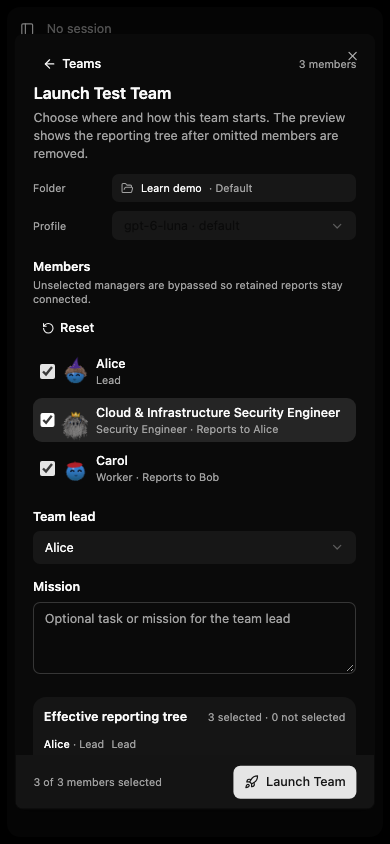 No session
Teams
3 members
Launch Test Team
Choose where and how this team starts. The preview
shows the reporting tree after omitted members are
removed.
Folder
Learn demo · Default
Profile
gpt-6-luna · default
Members
Unselected managers are bypassed so retained reports stay
connected.
Reset
Alice
Lead
Cloud & Infrastructure Security Engineer
Security Engineer · Reports to Alice
Carol
Worker · Reports to Bob
Team lead
Alice
Mission
Optional task or mission for the team lead
Effective reporting tree
3 selected · 0 not selected
Alice · Lead Lead
3 of 3 members selected
Launch Team